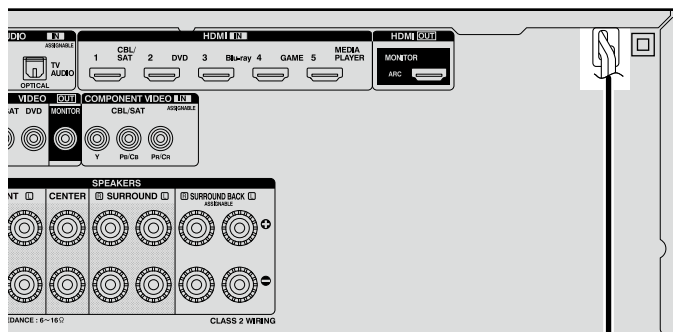 UDIO IN HDMI IN HDMI OUT
ASSIGNABLE
1 CBL/SAT 2 DVD 3 Blu-ray 4 GAME 5 MEDIA PLAYER
MONITOR
ARC
TV AUDIO
OPTICAL
VIDEO OUT COMPONENT VIDEO IN
AT DVD MONITOR CBL/SAT ASSIGNABLE
Y PB/CB PR/CR
SPEAKERS
NT L CENTER R SURROUND L R SURROUND BACK L
ASSIGNABLE
+
−
EDANCE : 6~16Ω CLASS 2 WIRING